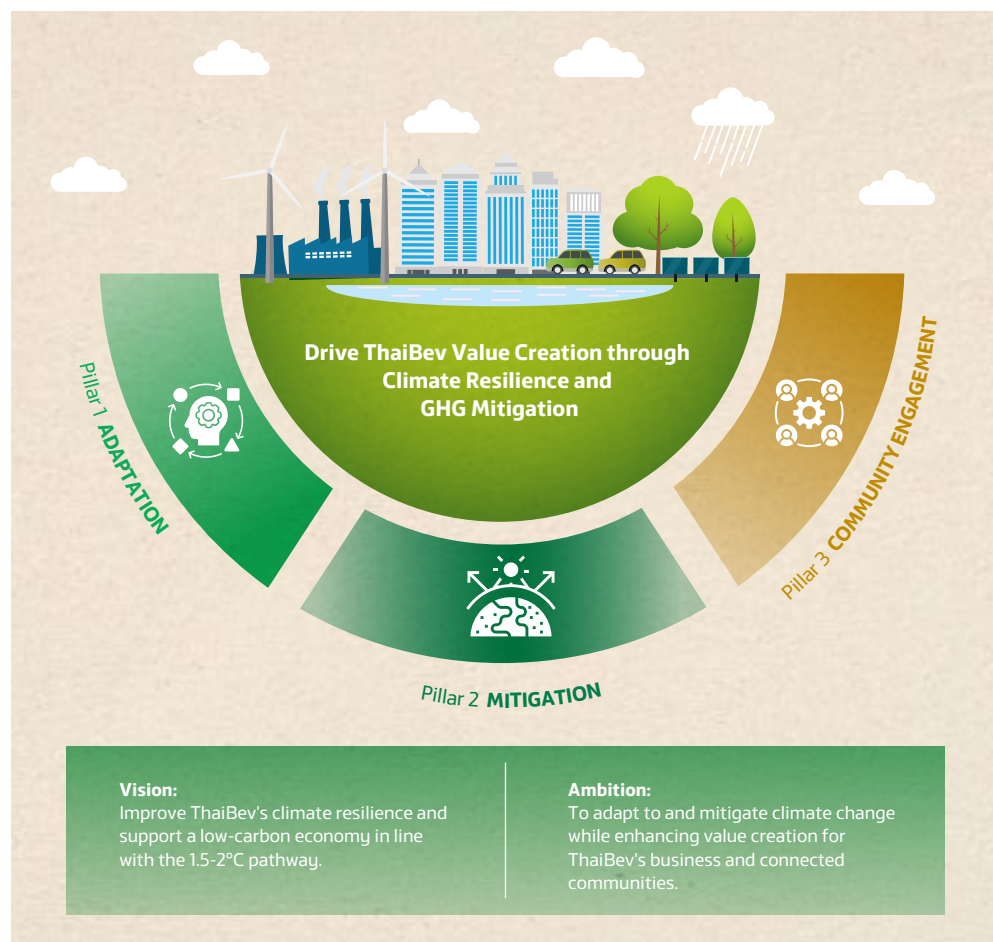 Drive ThaiBev Value Creation through
Climate Resilience and
GHG Mitigation
Pillar 1 ADAPTATION
Pillar 2 MITIGATION
Pillar 3 COMMUNITY ENGAGEMENT
Vision:
Improve ThaiBev's climate resilience and
support a low-carbon economy in line
with the 1.5-2°C pathway.
Ambition:
To adapt to and mitigate climate change
while enhancing value creation for
ThaiBev's business and connected
communities.